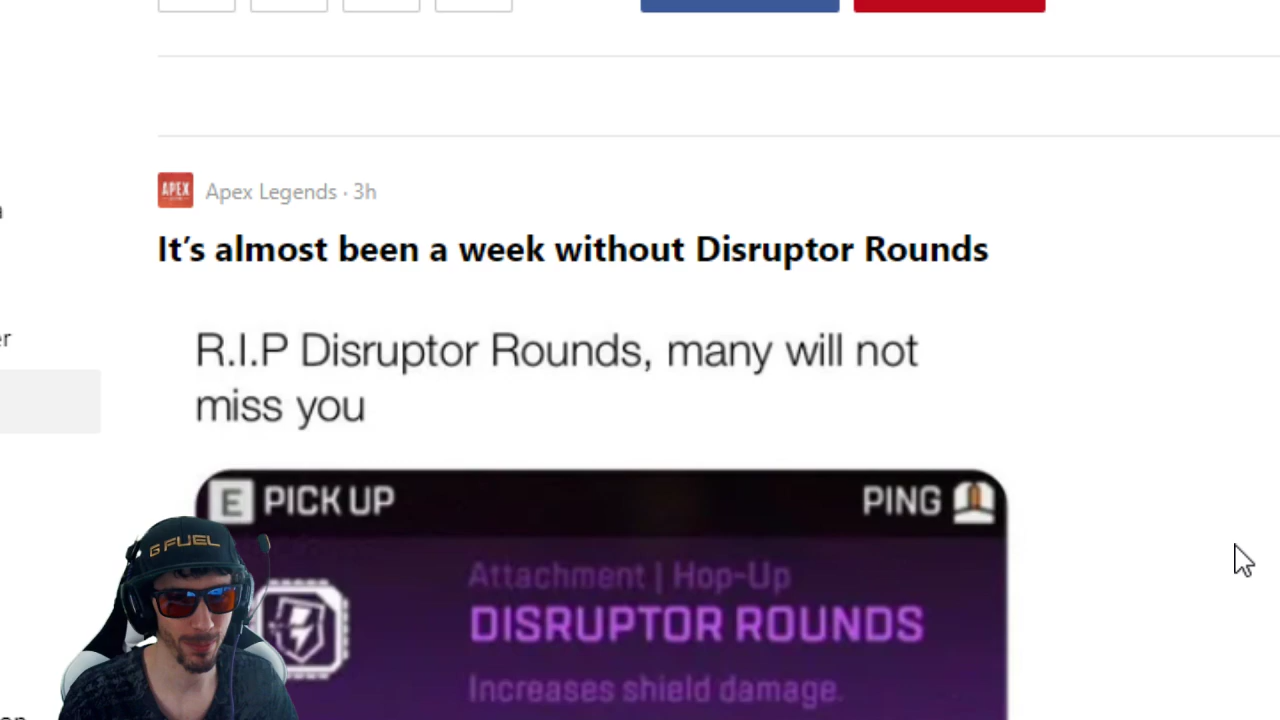 APEX
Apex Legends · 3h
It's almost been a week without Disruptor Rounds
R.I.P Disruptor Rounds, many will not
miss you
E PICK UP
PING
Attachment | Hop-Up
DISRUPTOR ROUNDS
Increases shield damage.
G FUEL